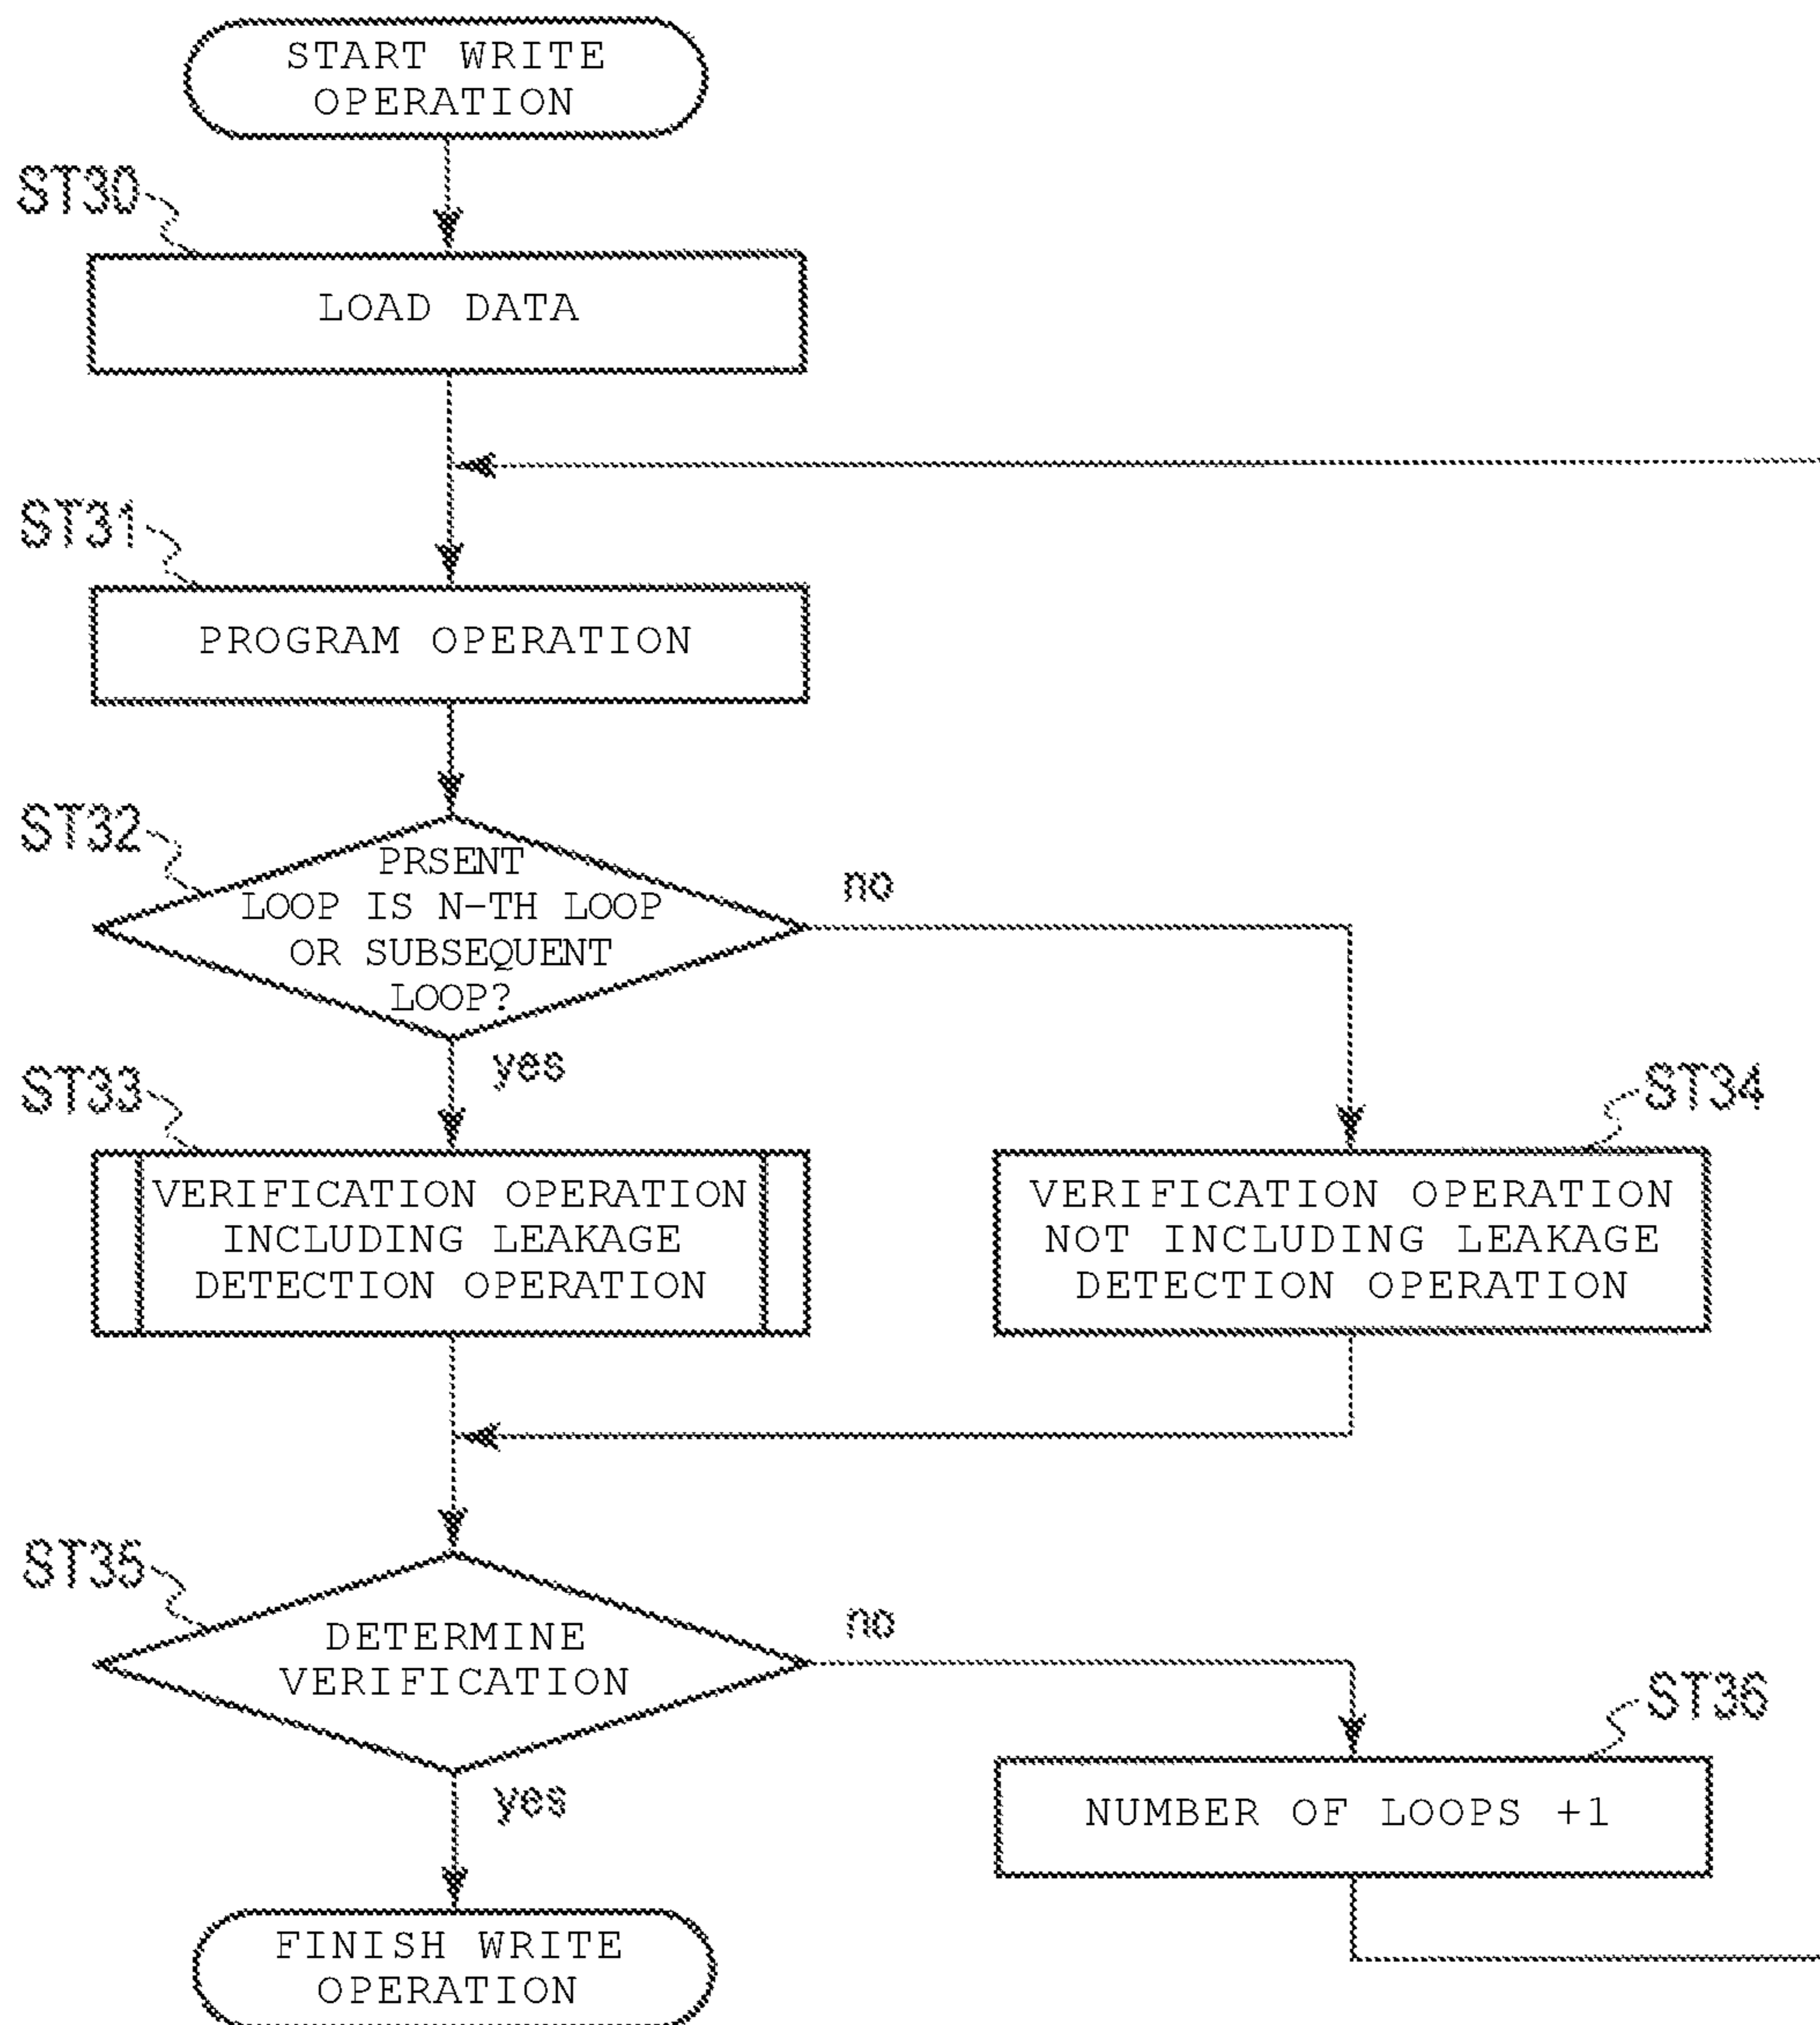 START WRITE
OPERATION
ST30
LOAD DATA
ST31
PROGRAM OPERATION
ST32
PRSENT
LOOP IS N-TH LOOP
OR SUBSEQUENT
LOOP?
no
yes
ST33
VERIFICATION OPERATION
INCLUDING LEAKAGE
DETECTION OPERATION
ST34
VERIFICATION OPERATION
NOT INCLUDING LEAKAGE
DETECTION OPERATION
ST35
DETERMINE
VERIFICATION
no
yes
ST36
NUMBER OF LOOPS +1
FINISH WRITE
OPERATION